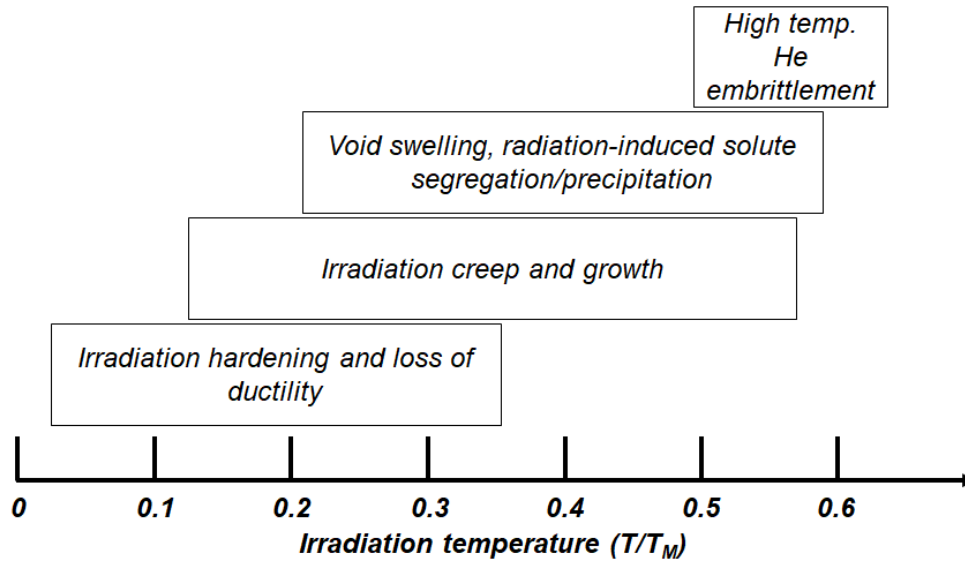 High temp.
He
embrittlement
Void swelling, radiation-induced solute
segregation/precipitation
Irradiation creep and growth
Irradiation hardening and loss of
ductility
0 0.1 0.2 0.3 0.4 0.5 0.6
Irradiation temperature (T/T_M)